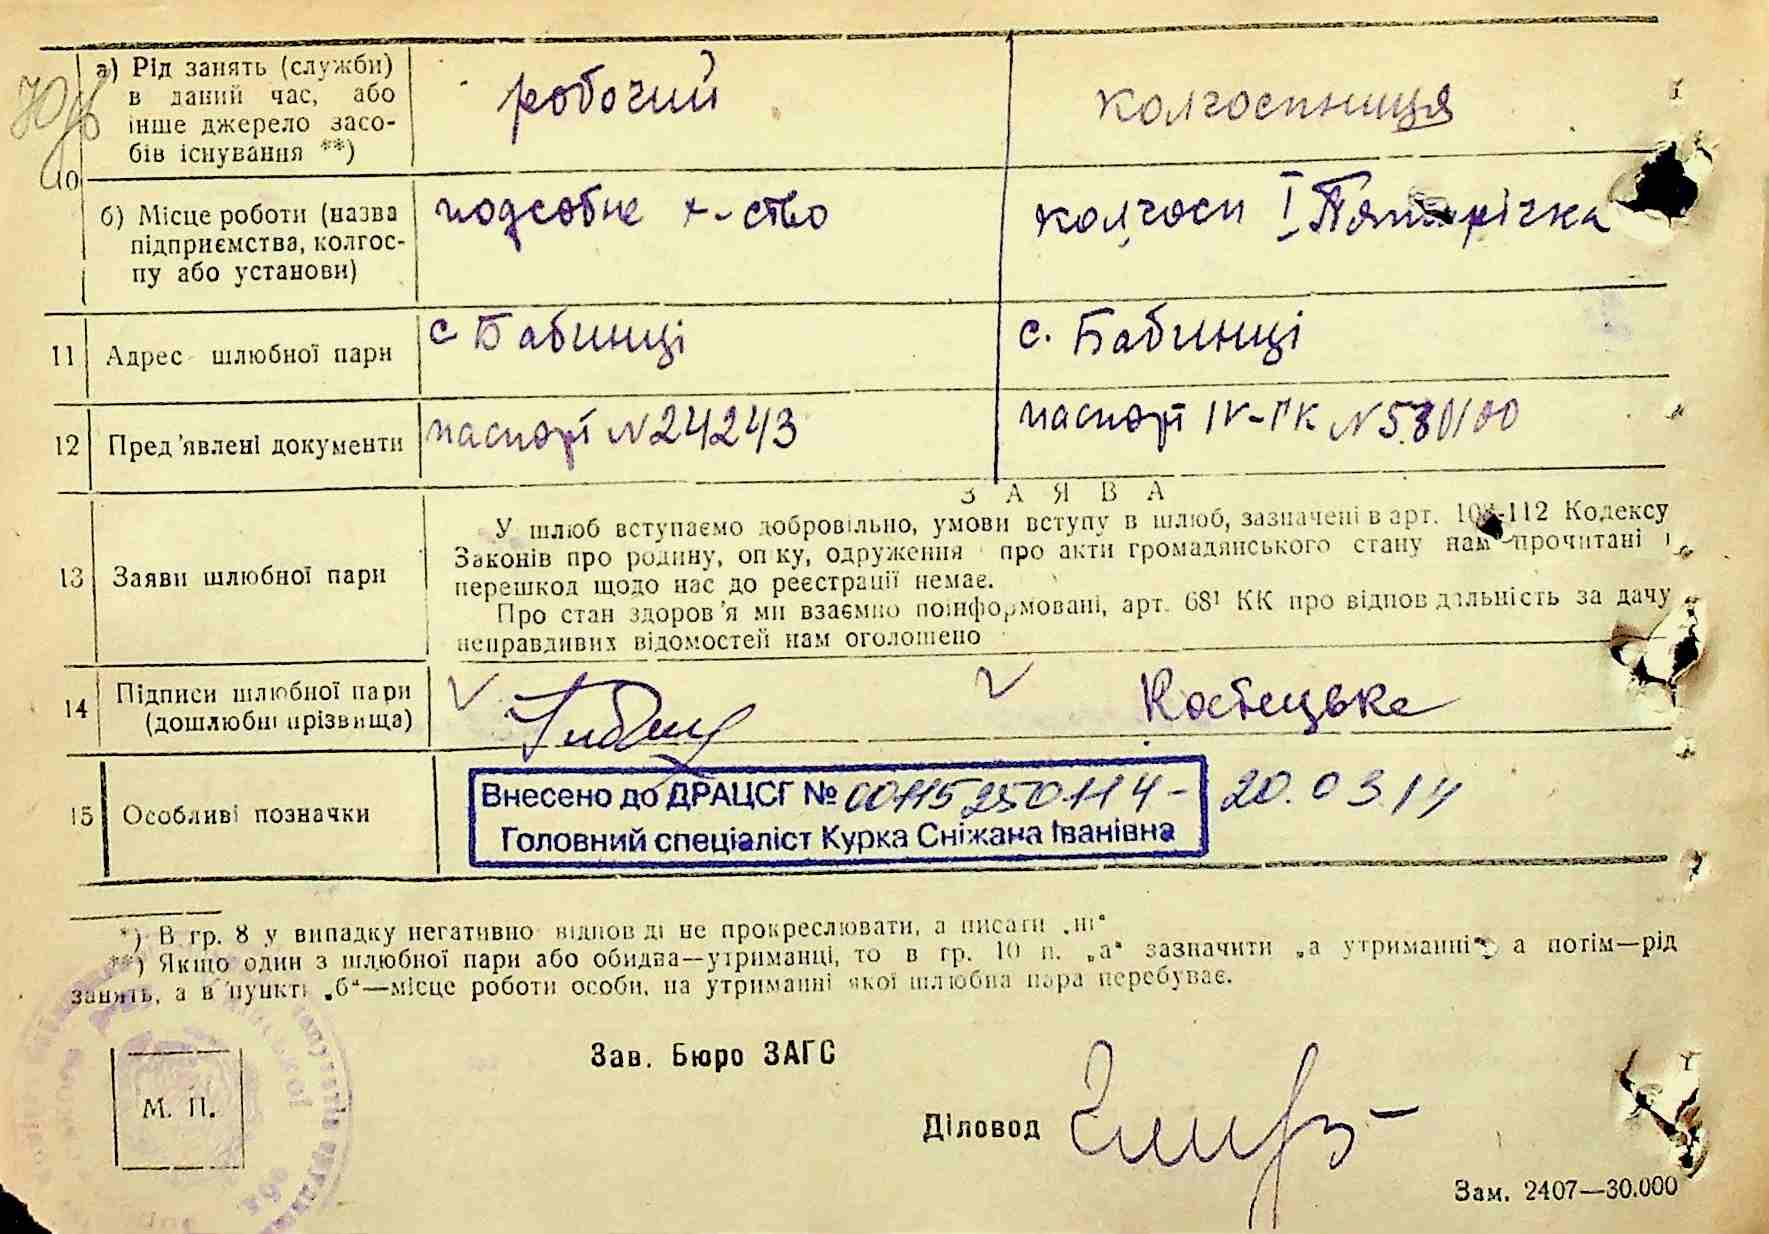 10
а) Рід занять (служби)
в даний час, або
інше джерело засо-
бів існування **)
робочий
колгоспниця
б) Місце роботи (назва
підприємства, колгос-
пу або установи)
подсобне х-ство
колгосп І Пятирічка
11 Адрес шлюбної пари
с Бабинці
с. Бабинці
12 Пред'явлені документи
паспорт №24243
паспорт ІV-ПК №
13 Заяви шлюбної пари
ЗАЯВА
У шлюб вступаємо добровільно, умови вступу в шлюб, зазначені в арт. 112 Кодексу
Законів про родину, опіку, одруження про акти громадянського стану нам прочитані і
перешкод щодо нас до реєстрації немає.
Про стан здоров'я ми взаємно поінформовані, арт. 68¹ КК про відповідальність за дачу
неправдивих відомостей нам оголошено
14 Підписи шлюбної пари
(дошлюбні прізвища)
Костецька
15 Особливі позначки
Внесено до ДРАЦСГ № 00115250114 - 20.03.14
Головний спеціаліст Курка Сніжана Іванівна
*) В гр. 8 у випадку негативно відповіді не прокреслювати, а писати „ні“
**) Якщо один з шлюбної пари або обидва—утриманці, то в гр. 10 п. „а“ зазначити „а утриманні“, а потім—рід
занять, а в пункті „б“—місце роботи особи, на утриманні якої шлюбна пара перебуває.
Зав. Бюро ЗАГС
М. П.
Діловод
Зам. 2407—30.000